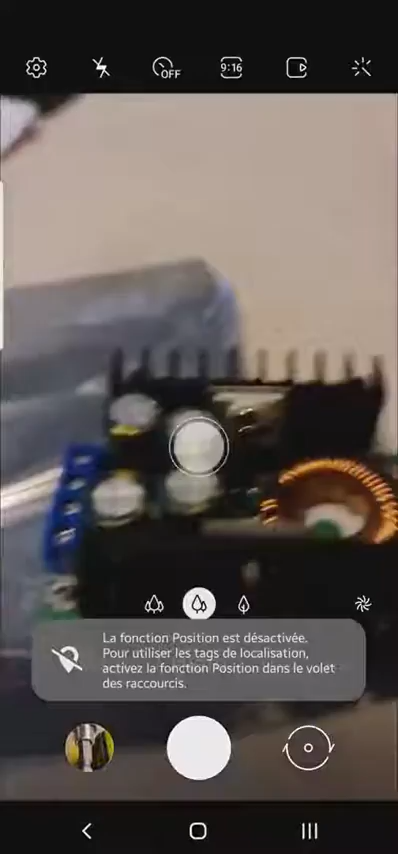 OFF
9:16
La fonction Position est désactivée.
Pour utiliser les tags de localisation,
activez la fonction Position dans le volet
des raccourcis.